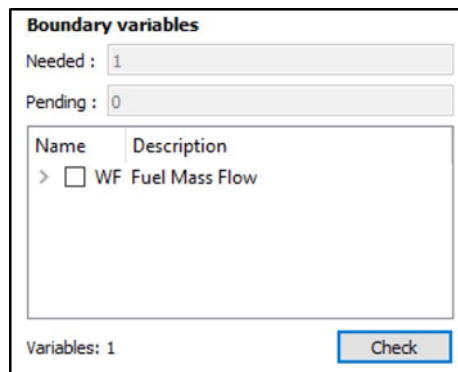 Boundary variables
Needed : 1
Pending : 0
Name Description
WF Fuel Mass Flow
Variables: 1 Check